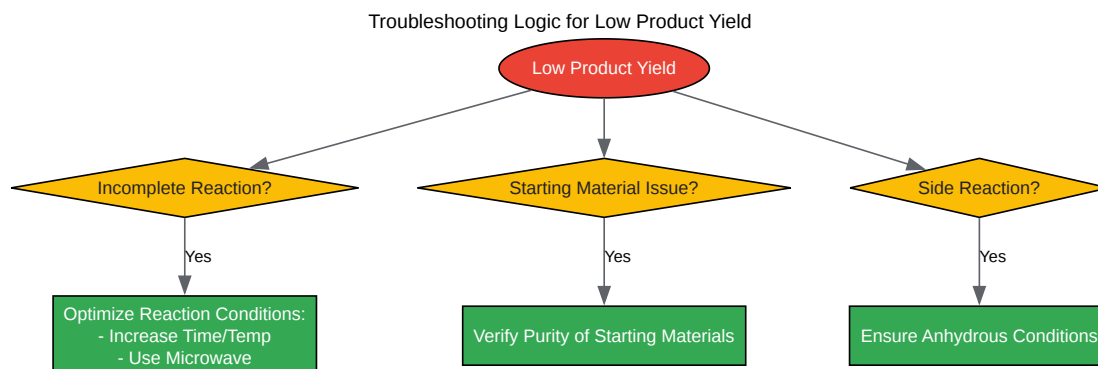 Troubleshooting Logic for Low Product Yield
Low Product Yield
Incomplete Reaction?
Starting Material Issue?
Side Reaction?
Yes
Yes
Yes
Optimize Reaction Conditions:
- Increase Time/Temp
- Use Microwave
Verify Purity of Starting Materials
Ensure Anhydrous Conditions